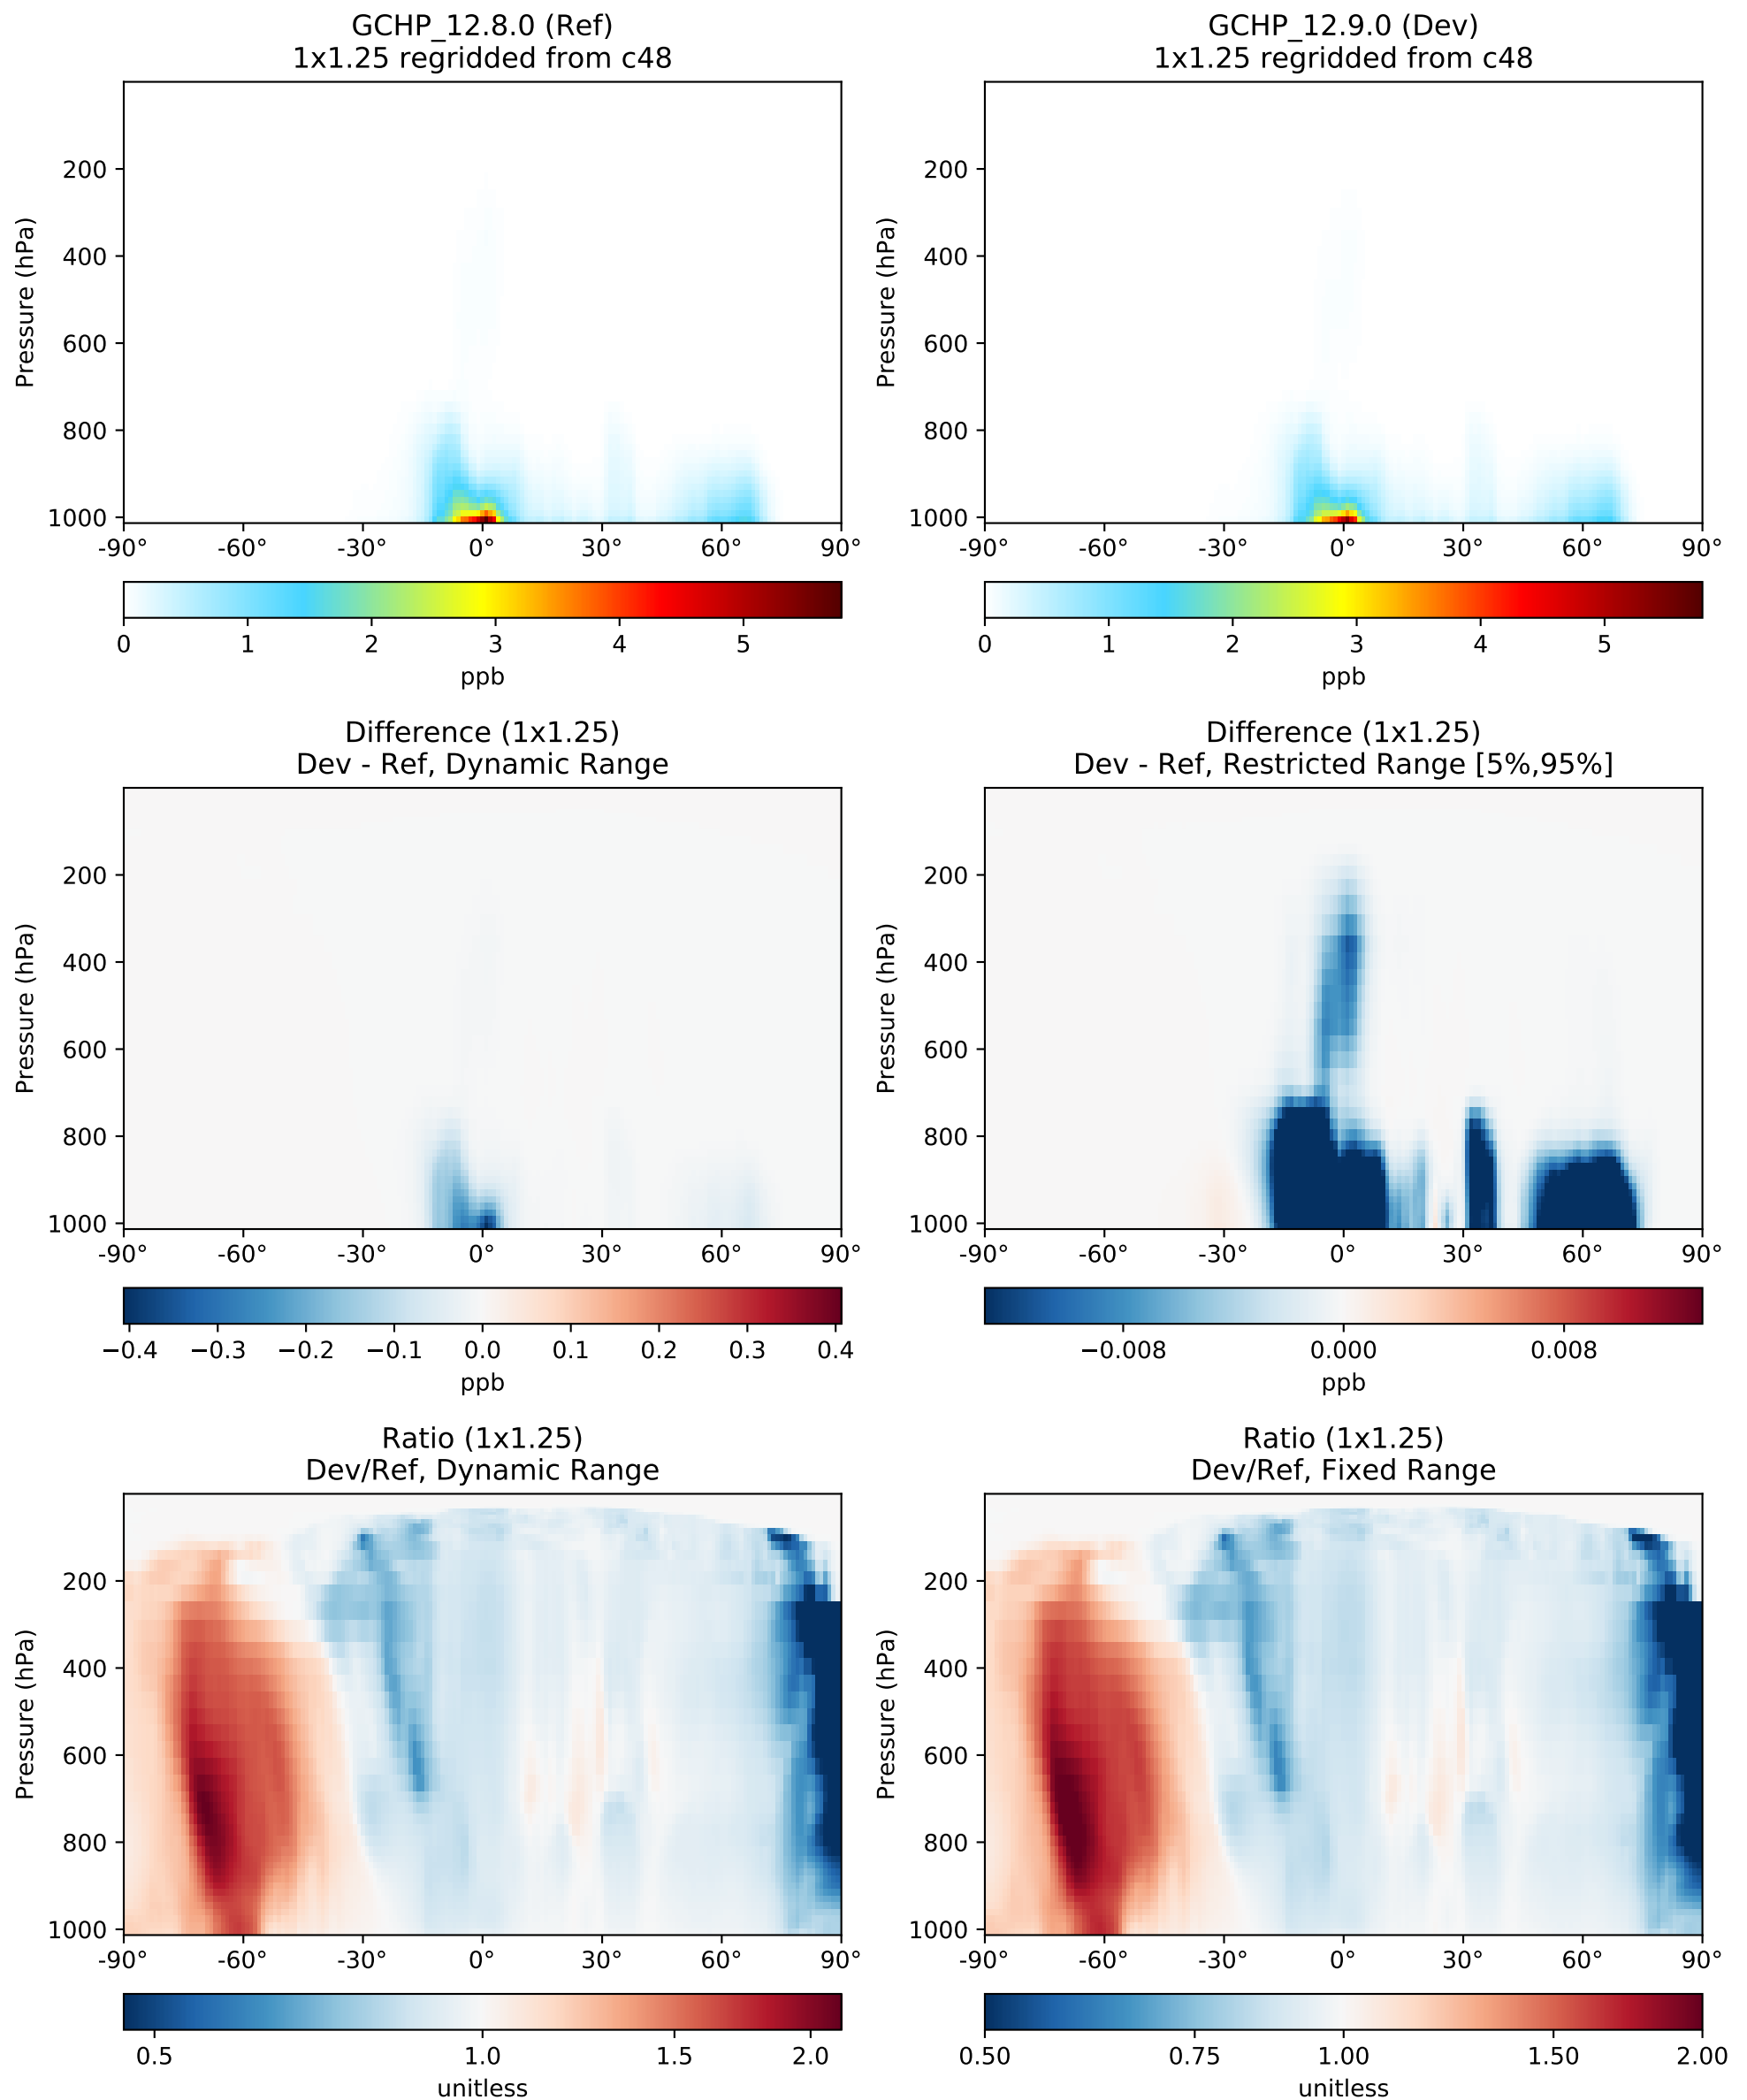 GCHP_12.8.0 (Ref)
1x1.25 regridded from c48
Pressure (hPa)
200
400
600
800
1000
-90° -60° -30° 0° 30° 60° 90°
0 1 2 3 4 5
ppb
GCHP_12.9.0 (Dev)
1x1.25 regridded from c48
Pressure (hPa)
200
400
600
800
1000
-90° -60° -30° 0° 30° 60° 90°
0 1 2 3 4 5
ppb
Difference (1x1.25)
Dev - Ref, Dynamic Range
Pressure (hPa)
200
400
600
800
1000
-90° -60° -30° 0° 30° 60° 90°
−0.4 −0.3 −0.2 −0.1 0.0 0.1 0.2 0.3 0.4
ppb
Difference (1x1.25)
Dev - Ref, Restricted Range [5%,95%]
Pressure (hPa)
200
400
600
800
1000
-90° -60° -30° 0° 30° 60° 90°
−0.008 0.000 0.008
ppb
Ratio (1x1.25)
Dev/Ref, Dynamic Range
Pressure (hPa)
200
400
600
800
1000
-90° -60° -30° 0° 30° 60° 90°
0.5 1.0 1.5 2.0
unitless
Ratio (1x1.25)
Dev/Ref, Fixed Range
Pressure (hPa)
200
400
600
800
1000
-90° -60° -30° 0° 30° 60° 90°
0.50 0.75 1.00 1.50 2.00
unitless